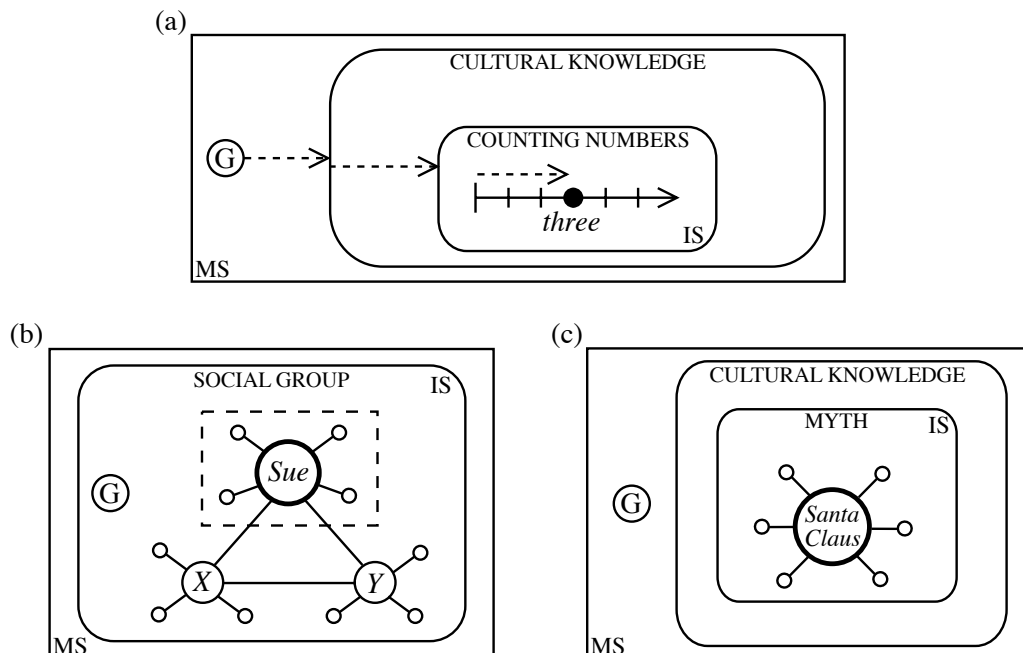 (a)
CULTURAL KNOWLEDGE
COUNTING NUMBERS
G
three
IS
MS
(b)
SOCIAL GROUP
IS
Sue
G
X
Y
MS
(c)
CULTURAL KNOWLEDGE
MYTH
IS
G
Santa
Claus
MS